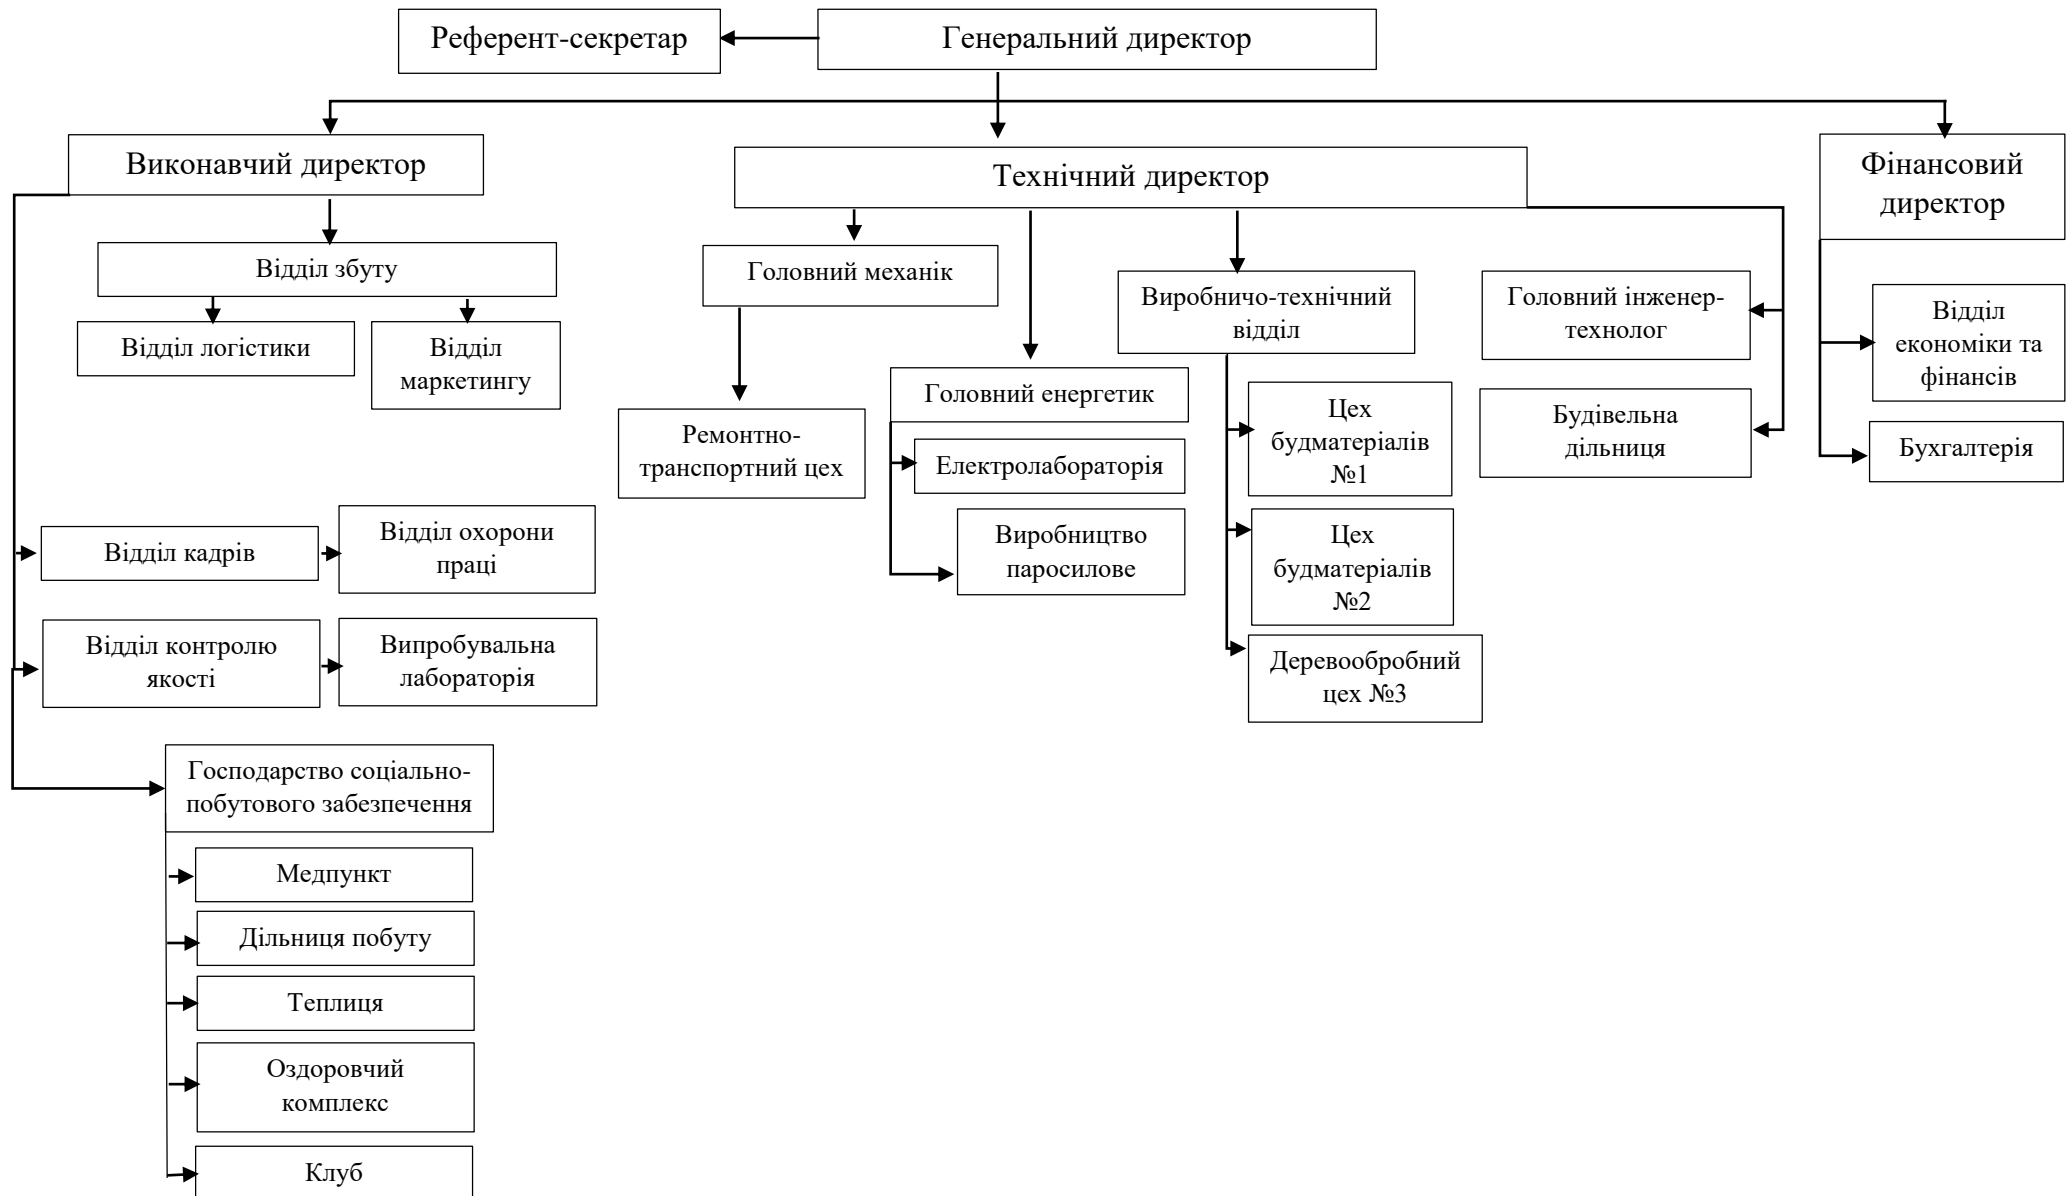 Референт-секретар
Генеральний директор
Виконавчий директор
Технічний директор
Фінансовий
директор
Відділ збуту
Відділ логістики
Відділ
маркетингу
Відділ кадрів
Відділ охорони
праці
Відділ контролю
якості
Випробувальна
лабораторія
Господарство соціально-
побутового забезпечення
Медпункт
Дільниця побуту
Теплиця
Оздоровчий
комплекс
Клуб
Головний механік
Ремонтно-
транспортний цех
Головний енергетик
Електролабораторія
Виробництво
паросилове
Виробничо-технічний
відділ
Цех
будматеріалів
№1
Цех
будматеріалів
№2
Деревообробний
цех №3
Головний інженер-
технолог
Будівельна
дільниця
Відділ
економіки та
фінансів
Бухгалтерія